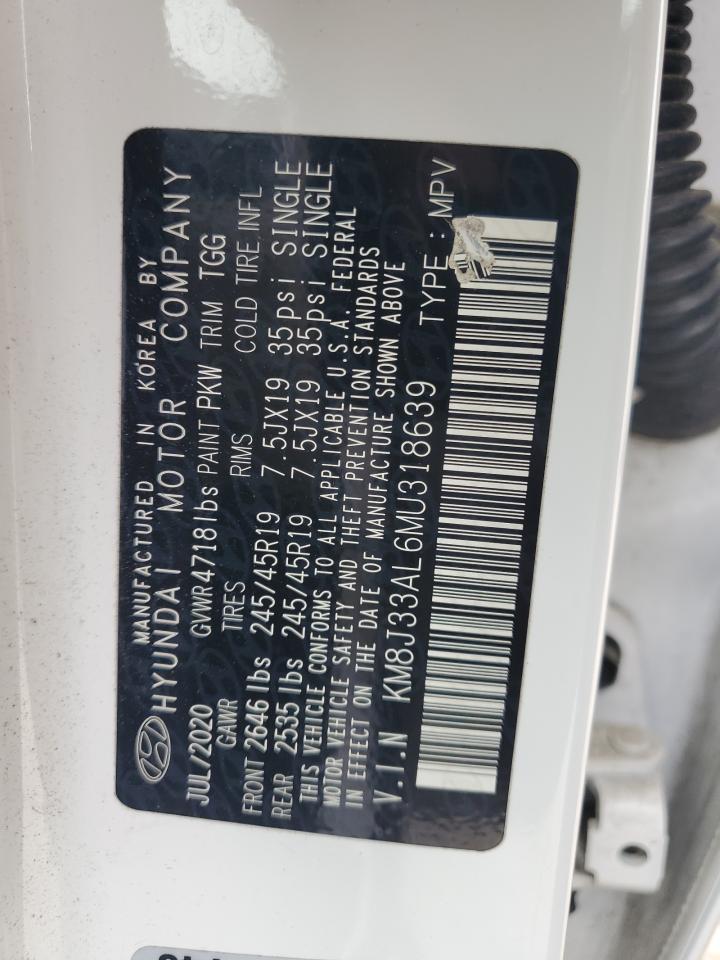 MANUFACTURED IN KOREA BY
HYUNDAI MOTOR COMPANY
JUL/2020 GVWR4718lbs PAINT PKW TRIM TGG
GAWR TIRES RIMS COLD TIRE.INFL
FRONT 2646 lbs 245/45R19 7.5JX19 35psi SINGLE
REAR 2535 lbs 245/45R19 7.5JX19 35psi SINGLE
THIS VEHICLE CONFORMS TO ALL APPLICABLE U.S.A. FEDERAL
MOTOR VEHICLE SAFETY AND THEFT PREVENTION STANDARDS
IN EFFECT ON THE DATE OF MANUFACTURE SHOWN ABOVE
V.I.N KM8J33AL6MU318639 TYPE : MPV